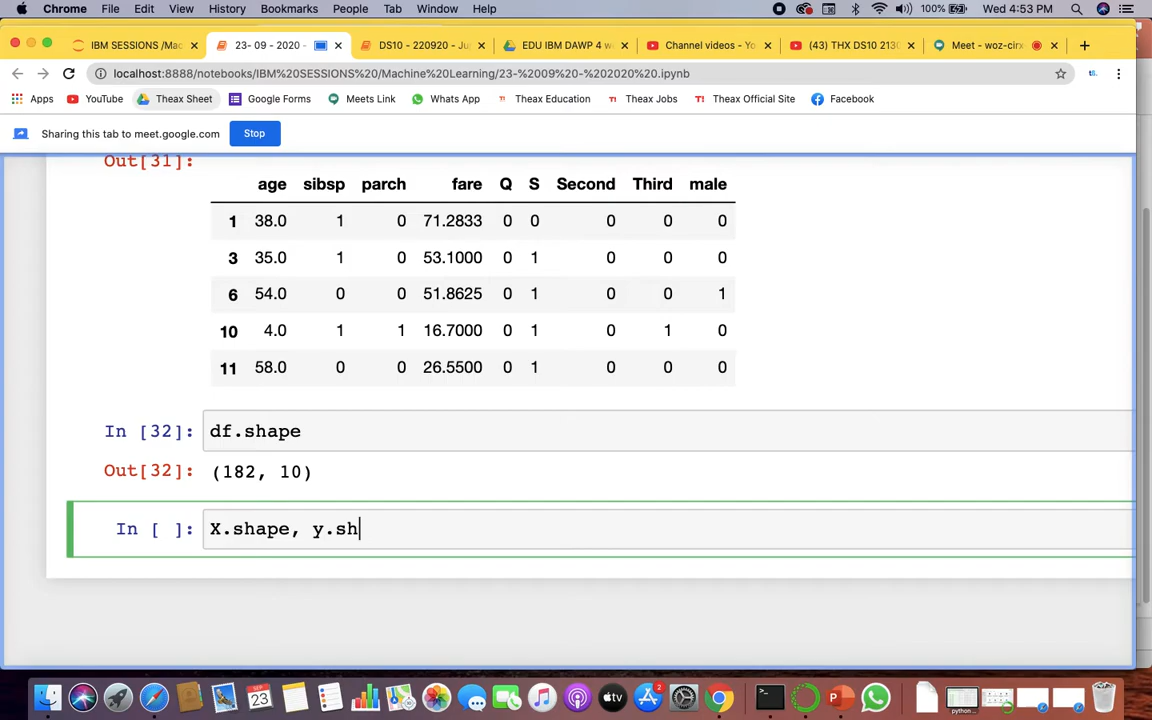 Chrome File Edit View History Bookmarks People Tab Window Help 100% Wed 4:53 PM
IBM SESSIONS /Mac 23- 09 - 2020 - DS10 - 220920 - Ju EDU IBM DAWP 4 w Channel videos - Yo (43) THX DS10 2130 Meet - woz-cirx
localhost:8888/notebooks/IBM%20SESSIONS%20/Machine%20Learning/23-%2009%20-%202020%20.ipynb
Apps YouTube Theax Sheet Google Forms Meets Link Whats App Theax Education Theax Jobs Theax Official Site Facebook
Sharing this tab to meet.google.com Stop
Out[31]:
age sibsp parch fare Q S Second Third male
1 38.0 1 0 71.2833 0 0 0 0 0
3 35.0 1 0 53.1000 0 1 0 0 0
6 54.0 0 0 51.8625 0 1 0 0 1
10 4.0 1 1 16.7000 0 1 0 1 0
11 58.0 0 0 26.5500 0 1 0 0 0
In [32]: df.shape
Out[32]: (182, 10)
In [ ]: X.shape, y.sh
SEP 23 2
python...